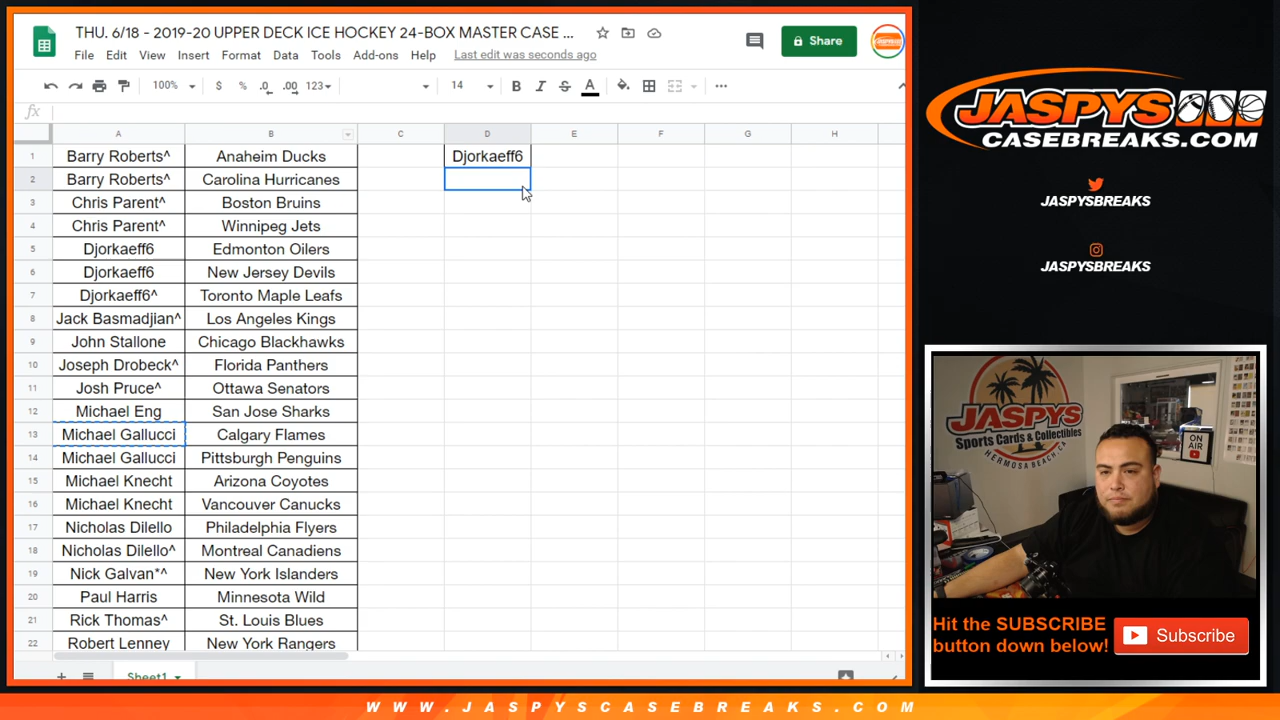 THU. 6/18 - 2019-20 UPPER DECK ICE HOCKEY 24-BOX MASTER CASE ...
File Edit View Insert Format Data Tools Add-ons Help Last edit was seconds ago
Share
100% $ % .0 .00 123 14 B I S A
fx
A B C D E F G H
1 Barry Roberts^ Anaheim Ducks Djorkaeff6
2 Barry Roberts^ Carolina Hurricanes
3 Chris Parent^ Boston Bruins
4 Chris Parent^ Winnipeg Jets
5 Djorkaeff6 Edmonton Oilers
6 Djorkaeff6 New Jersey Devils
7 Djorkaeff6^ Toronto Maple Leafs
8 Jack Basmadjian^ Los Angeles Kings
9 John Stallone Chicago Blackhawks
10 Joseph Drobeck^ Florida Panthers
11 Josh Pruce^ Ottawa Senators
12 Michael Eng San Jose Sharks
13 Michael Gallucci Calgary Flames
14 Michael Gallucci Pittsburgh Penguins
15 Michael Knecht Arizona Coyotes
16 Michael Knecht Vancouver Canucks
17 Nicholas Dilello Philadelphia Flyers
18 Nicholas Dilello^ Montreal Canadiens
19 Nick Galvan*^ New York Islanders
20 Paul Harris Minnesota Wild
21 Rick Thomas^ St. Louis Blues
22 Robert Lenney New York Rangers
Sheet1
JASPYS
CASEBREAKS.COM
JASPYSBREAKS
JASPYSBREAKS
JASPYS
Sports Cards & Collectibles
HERMOSA BEACH, CA
ON AIR
Hit the SUBSCRIBE
button down below!
Subscribe
WWW.JASPYSCASEBREAKS.COM